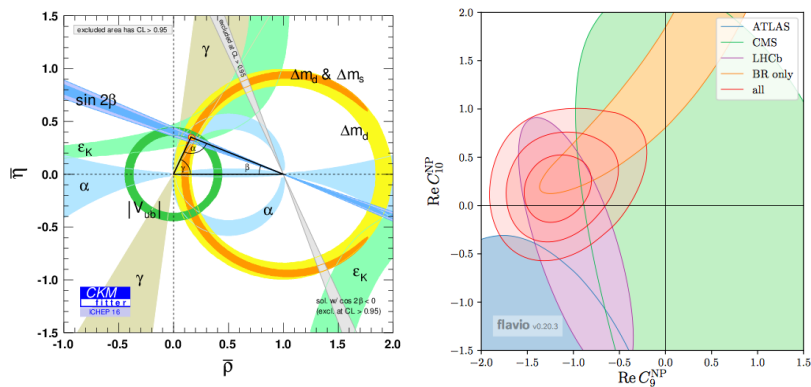 excluded area has CL > 0.95
excluded at CL > 0.95
γ
Δm_d & Δm_s
sin 2β
Δm_d
ε_K
α
α
β
γ
α
α
|V_ub|
γ
ε_K
CKM
fitter
ICHEP 16
sol. w/ cos 2β < 0
(excl. at CL > 0.95)
1.5
1.0
0.5
0.0
-0.5
-1.0
-1.5
η̄
-1.0
-0.5
0.0
0.5
1.0
1.5
2.0
ρ̄
ATLAS
CMS
LHCb
BR only
all
2.0
1.5
1.0
0.5
0.0
−0.5
−1.0
−1.5
Re C₁₀ᴺᴾ
flavio v0.20.3
−2.0
−1.5
−1.0
−0.5
0.0
0.5
1.0
1.5
Re C₉ᴺᴾ